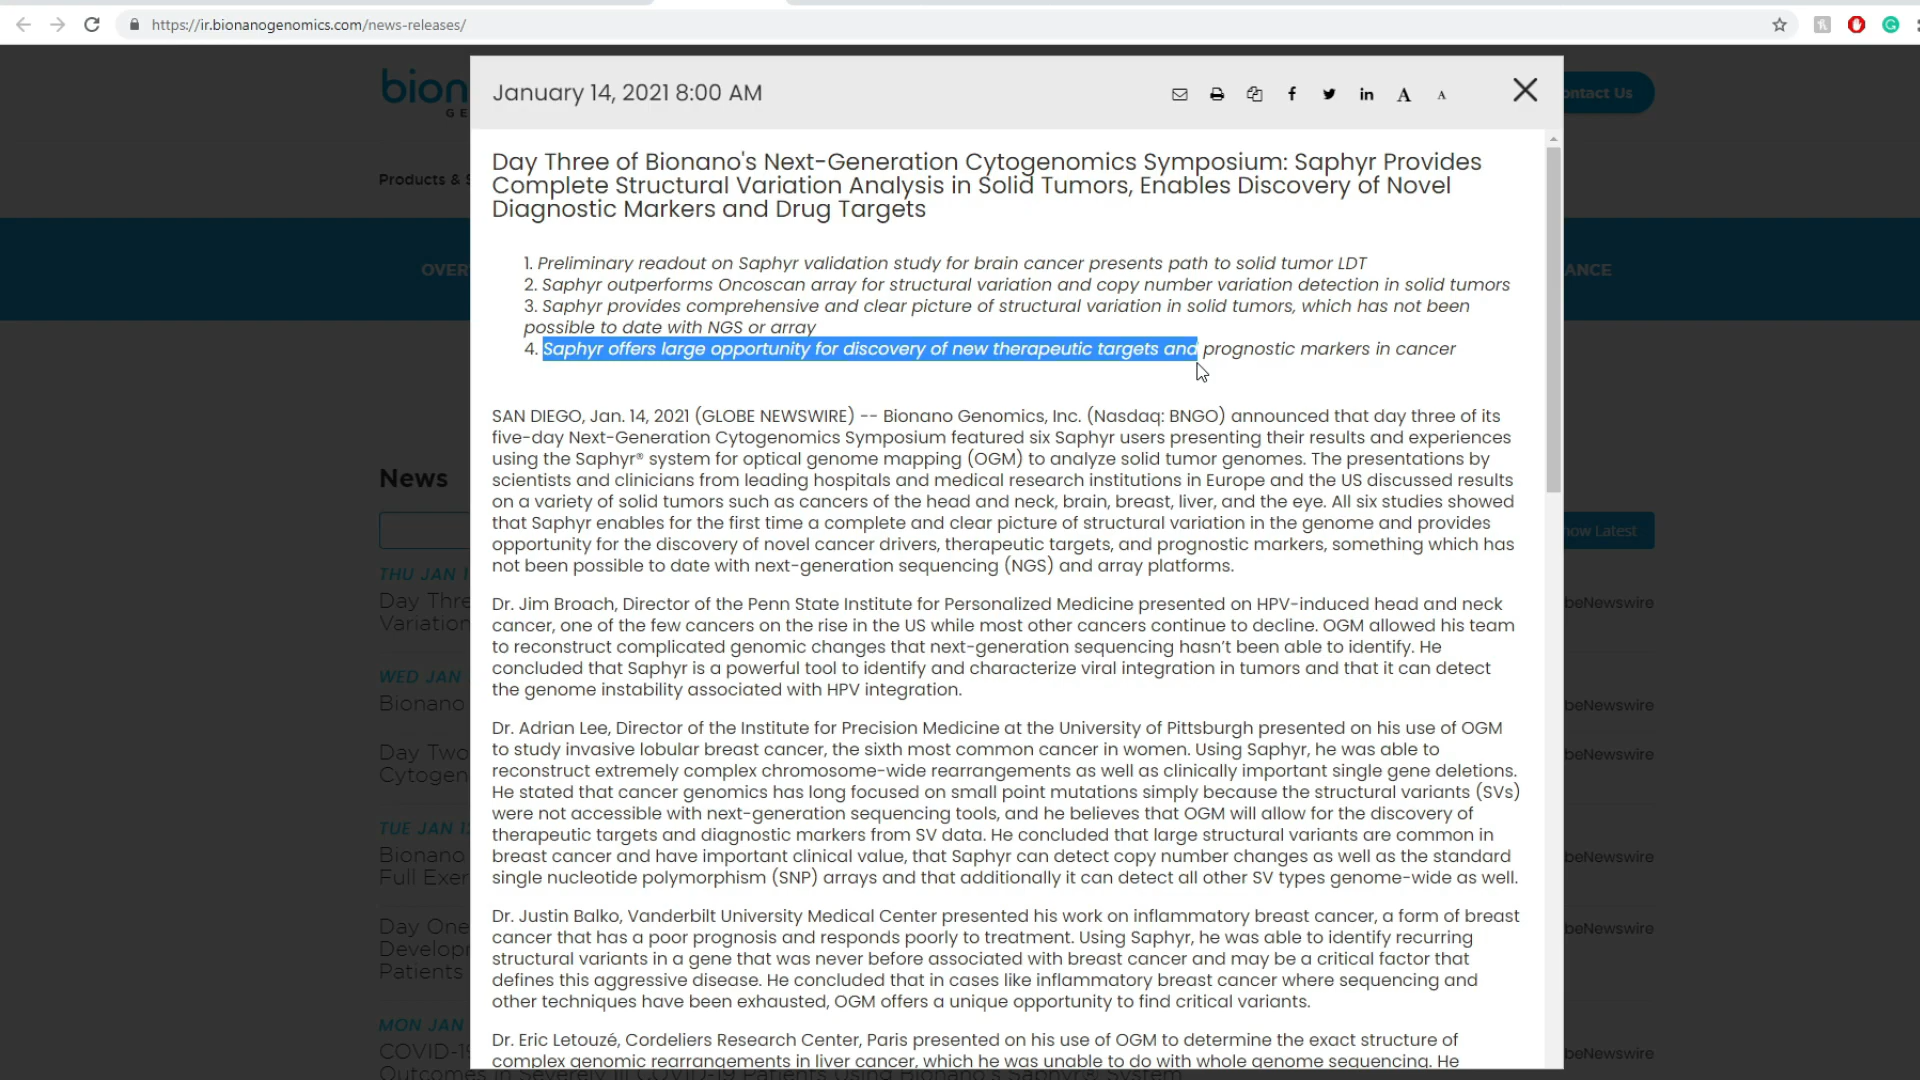 https://ir.bionanogenomics.com/news-releases/
bion
G E
ontact Us
January 14, 2021 8:00 AM
A A
Products & S
OVER
ANCE
Day Three of Bionano's Next-Generation Cytogenomics Symposium: Saphyr Provides
Complete Structural Variation Analysis in Solid Tumors, Enables Discovery of Novel
Diagnostic Markers and Drug Targets
1. Preliminary readout on Saphyr validation study for brain cancer presents path to solid tumor LDT
2. Saphyr outperforms Oncoscan array for structural variation and copy number variation detection in solid tumors
3. Saphyr provides comprehensive and clear picture of structural variation in solid tumors, which has not been
possible to date with NGS or array
4. Saphyr offers large opportunity for discovery of new therapeutic targets and prognostic markers in cancer
SAN DIEGO, Jan. 14, 2021 (GLOBE NEWSWIRE) -- Bionano Genomics, Inc. (Nasdaq: BNGO) announced that day three of its
five-day Next-Generation Cytogenomics Symposium featured six Saphyr users presenting their results and experiences
using the Saphyr® system for optical genome mapping (OGM) to analyze solid tumor genomes. The presentations by
scientists and clinicians from leading hospitals and medical research institutions in Europe and the US discussed results
on a variety of solid tumors such as cancers of the head and neck, brain, breast, liver, and the eye. All six studies showed
that Saphyr enables for the first time a complete and clear picture of structural variation in the genome and provides
opportunity for the discovery of novel cancer drivers, therapeutic targets, and prognostic markers, something which has
not been possible to date with next-generation sequencing (NGS) and array platforms.
Dr. Jim Broach, Director of the Penn State Institute for Personalized Medicine presented on HPV-induced head and neck
cancer, one of the few cancers on the rise in the US while most other cancers continue to decline. OGM allowed his team
to reconstruct complicated genomic changes that next-generation sequencing hasn't been able to identify. He
concluded that Saphyr is a powerful tool to identify and characterize viral integration in tumors and that it can detect
the genome instability associated with HPV integration.
Dr. Adrian Lee, Director of the Institute for Precision Medicine at the University of Pittsburgh presented on his use of OGM
to study invasive lobular breast cancer, the sixth most common cancer in women. Using Saphyr, he was able to
reconstruct extremely complex chromosome-wide rearrangements as well as clinically important single gene deletions.
He stated that cancer genomics has long focused on small point mutations simply because the structural variants (SVs)
were not accessible with next-generation sequencing tools, and he believes that OGM will allow for the discovery of
therapeutic targets and diagnostic markers from SV data. He concluded that large structural variants are common in
breast cancer and have important clinical value, that Saphyr can detect copy number changes as well as the standard
single nucleotide polymorphism (SNP) arrays and that additionally it can detect all other SV types genome-wide as well.
Dr. Justin Balko, Vanderbilt University Medical Center presented his work on inflammatory breast cancer, a form of breast
cancer that has a poor prognosis and responds poorly to treatment. Using Saphyr, he was able to identify recurring
structural variants in a gene that was never before associated with breast cancer and may be a critical factor that
defines this aggressive disease. He concluded that in cases like inflammatory breast cancer where sequencing and
other techniques have been exhausted, OGM offers a unique opportunity to find critical variants.
Dr. Eric Letouzé, Cordeliers Research Center, Paris presented on his use of OGM to determine the exact structure of
complex genomic rearrangements in liver cancer, which he was unable to do with whole genome sequencing. He
News
ow Latest
THU JAN 1
Day Thre
Variation
beNewswire
WED JAN
Bionano
beNewswire
Day Two
Cytogen
beNewswire
TUE JAN 12
Bionano
Full Exer
beNewswire
Day One
Developr
Patients
beNewswire
MON JAN
COVID-19
beNewswire
Outcomes in Severely Ill COVID-19 Patients Using Bionano's Saphyr® System